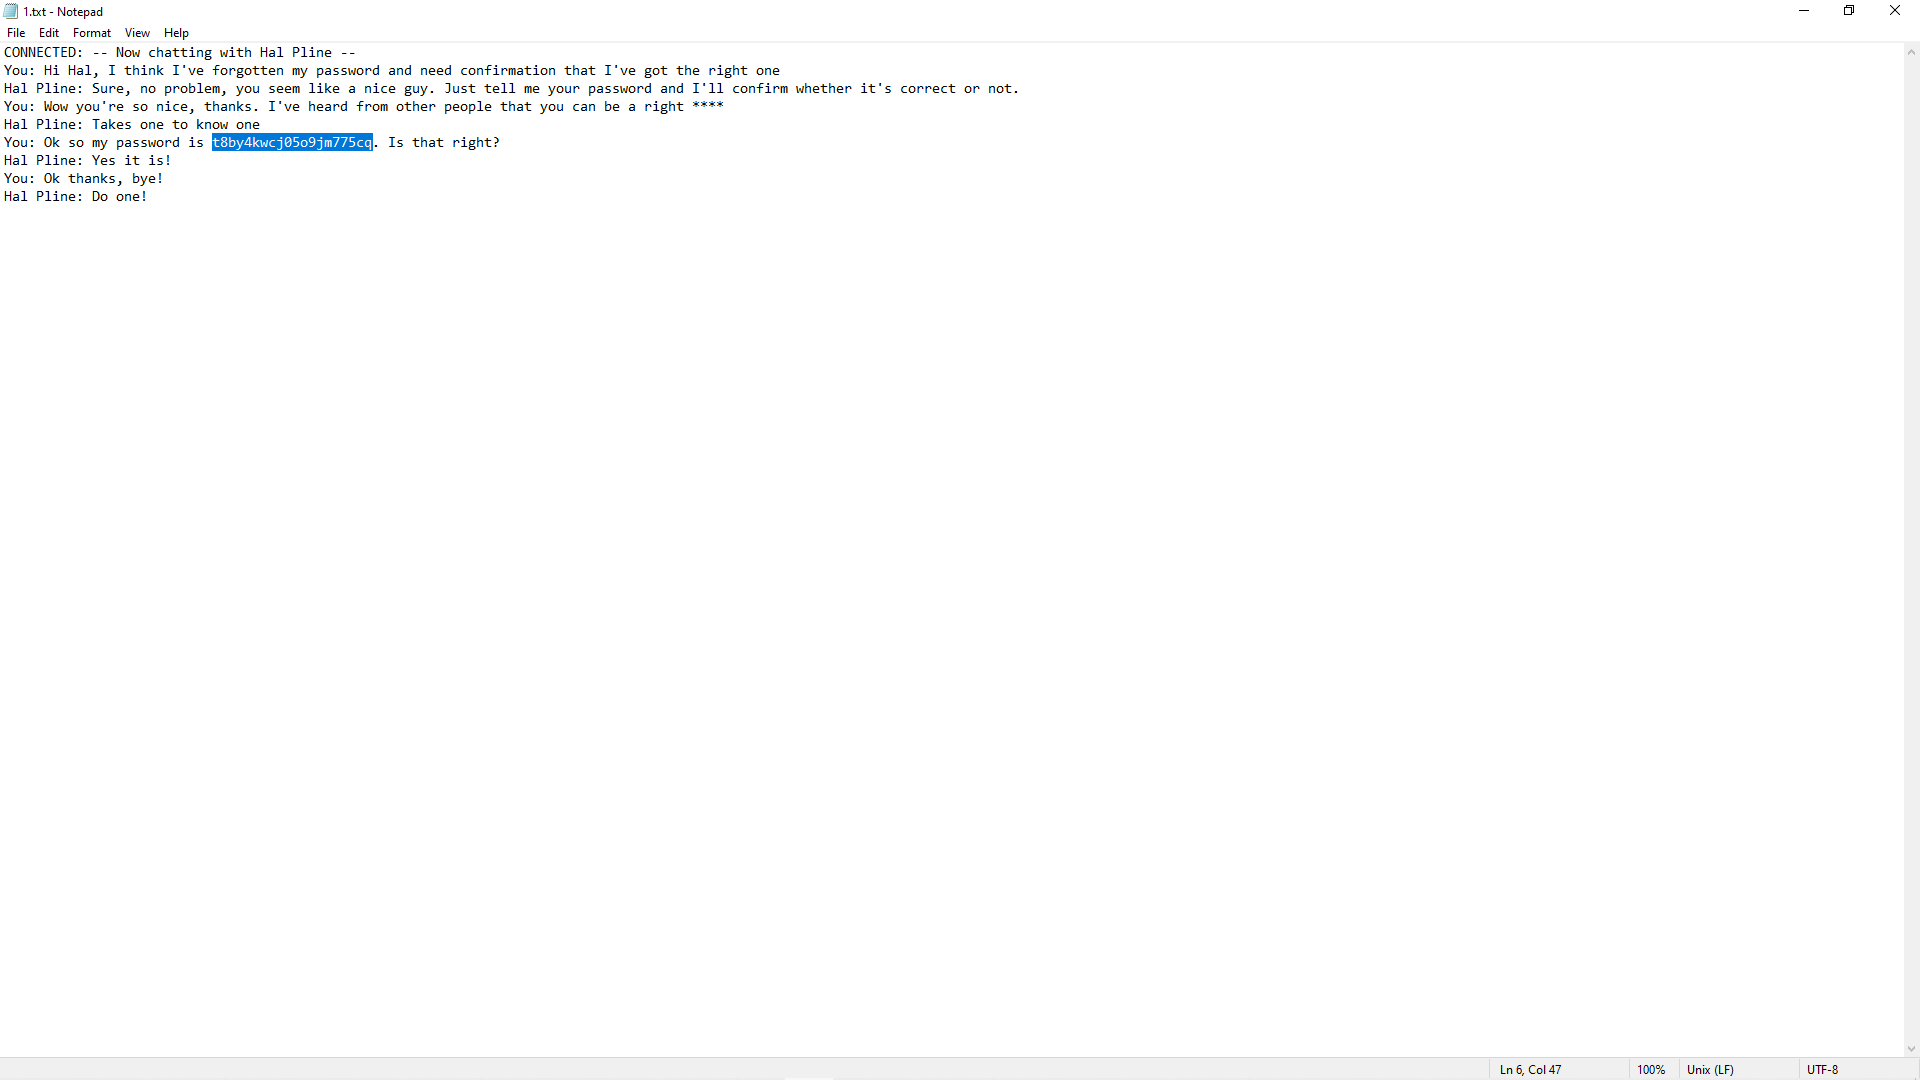 1.txt - Notepad
File Edit Format View Help
CONNECTED: -- Now chatting with Hal Pline --
You: Hi Hal, I think I've forgotten my password and need confirmation that I've got the right one
Hal Pline: Sure, no problem, you seem like a nice guy. Just tell me your password and I'll confirm whether it's correct or not.
You: Wow you're so nice, thanks. I've heard from other people that you can be a right ****
Hal Pline: Takes one to know one
You: Ok so my password is t8by4kwcj05o9jm775cq. Is that right?
Hal Pline: Yes it is!
You: Ok thanks, bye!
Hal Pline: Do one!
Ln 6, Col 47 100% Unix (LF) UTF-8